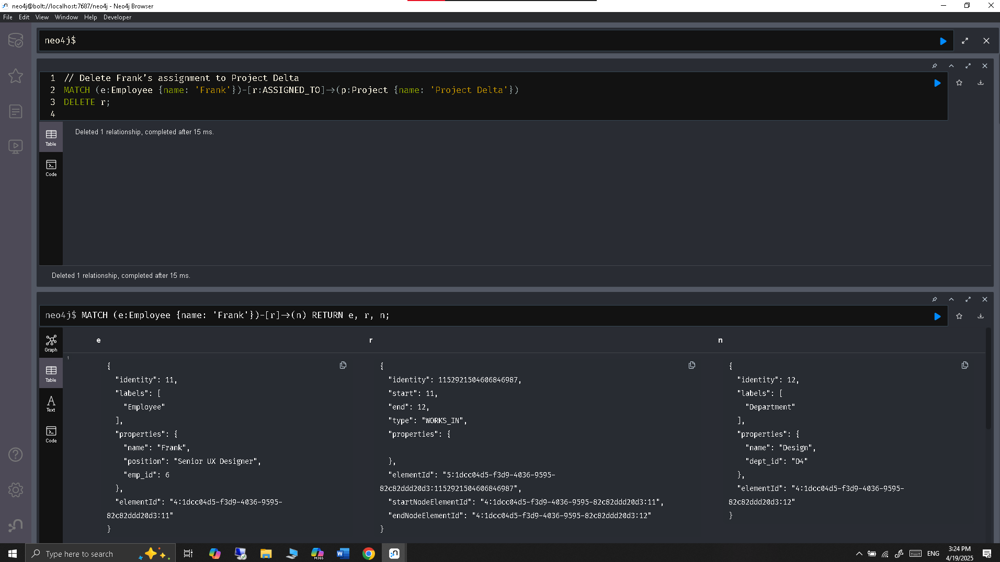 neo4j@bolt://localhost:7687/neo4j - Neo4j Browser
File Edit View Window Help Developer
neo4j$
1 // Delete Frank's assignment to Project Delta
2 MATCH (e:Employee {name: 'Frank'})-[r:ASSIGNED_TO]->(p:Project {name: 'Project Delta'})
3 DELETE r;
4
Table
Deleted 1 relationship, completed after 15 ms.
Code
Deleted 1 relationship, completed after 15 ms.
neo4j$ MATCH (e:Employee {name: 'Frank'})-[r]->(n) RETURN e, r, n;
Graph
Table
Text
Code
e
r
n
1
{
"identity": 11,
"labels": [
"Employee"
],
"properties": {
"name": "Frank",
"position": "Senior UX Designer",
"emp_id": 6
},
"elementId": "4:1dcc04d5-f3d9-4036-9595-
82c82ddd20d3:11"
}
{
"identity": 1152921504606846987,
"start": 11,
"end": 12,
"type": "WORKS_IN",
"properties": {
},
"elementId": "5:1dcc04d5-f3d9-4036-9595-
82c82ddd20d3:1152921504606846987",
"startNodeElementId": "4:1dcc04d5-f3d9-4036-9595-82c82ddd20d3:11",
"endNodeElementId": "4:1dcc04d5-f3d9-4036-9595-82c82ddd20d3:12"
}
{
"identity": 12,
"labels": [
"Department"
],
"properties": {
"name": "Design",
"dept_id": "D4"
},
"elementId": "4:1dcc04d5-f3d9-4036-9595-
82c82ddd20d3:12"
}
Type here to search
M365
ENG
3:24 PM
4/19/2025